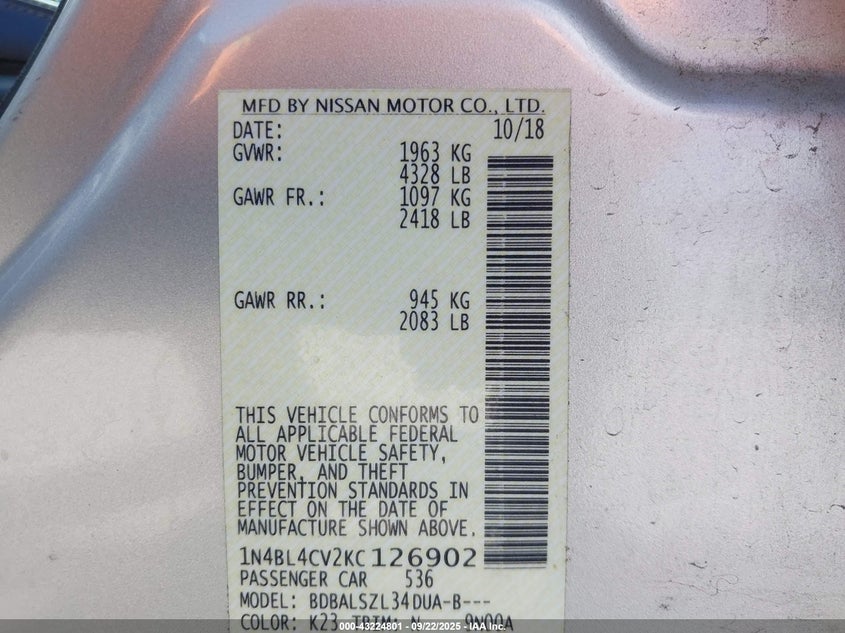 MFD BY NISSAN MOTOR CO., LTD.
DATE: 10/18
GVWR: 1963 KG
4328 LB
GAWR FR.: 1097 KG
2418 LB
GAWR RR.: 945 KG
2083 LB
THIS VEHICLE CONFORMS TO
ALL APPLICABLE FEDERAL
MOTOR VEHICLE SAFETY,
BUMPER, AND THEFT
PREVENTION STANDARDS IN
EFFECT ON THE DATE OF
MANUFACTURE SHOWN ABOVE.
1N4BL4CV2KC126902
PASSENGER CAR 536
MODEL: BDBALSZL34DUA-B---
COLOR: K23 TRIM:
COPYRIGHT 43224801 - 09/22/2025 - IAA Inc.